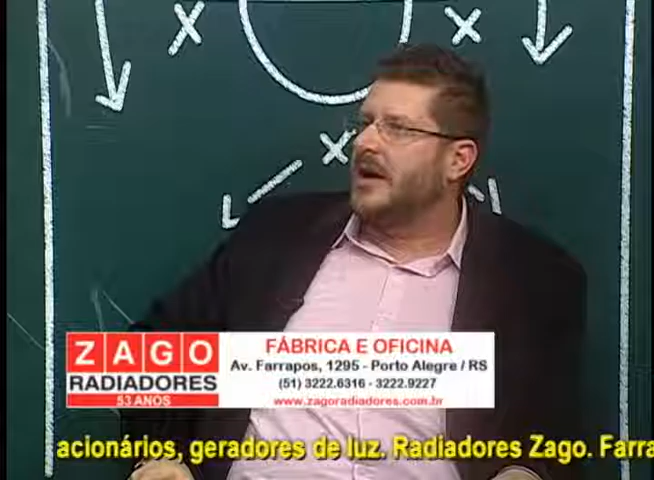 ZAGO
RADIADORES
53 ANOS
FÁBRICA E OFICINA
Av. Farrapos, 1295 - Porto Alegre / RS
(51) 3222.6316 - 3222.9227
www.zagoradiadores.com.br
acionários, geradores de luz. Radiadores Zago. Farra